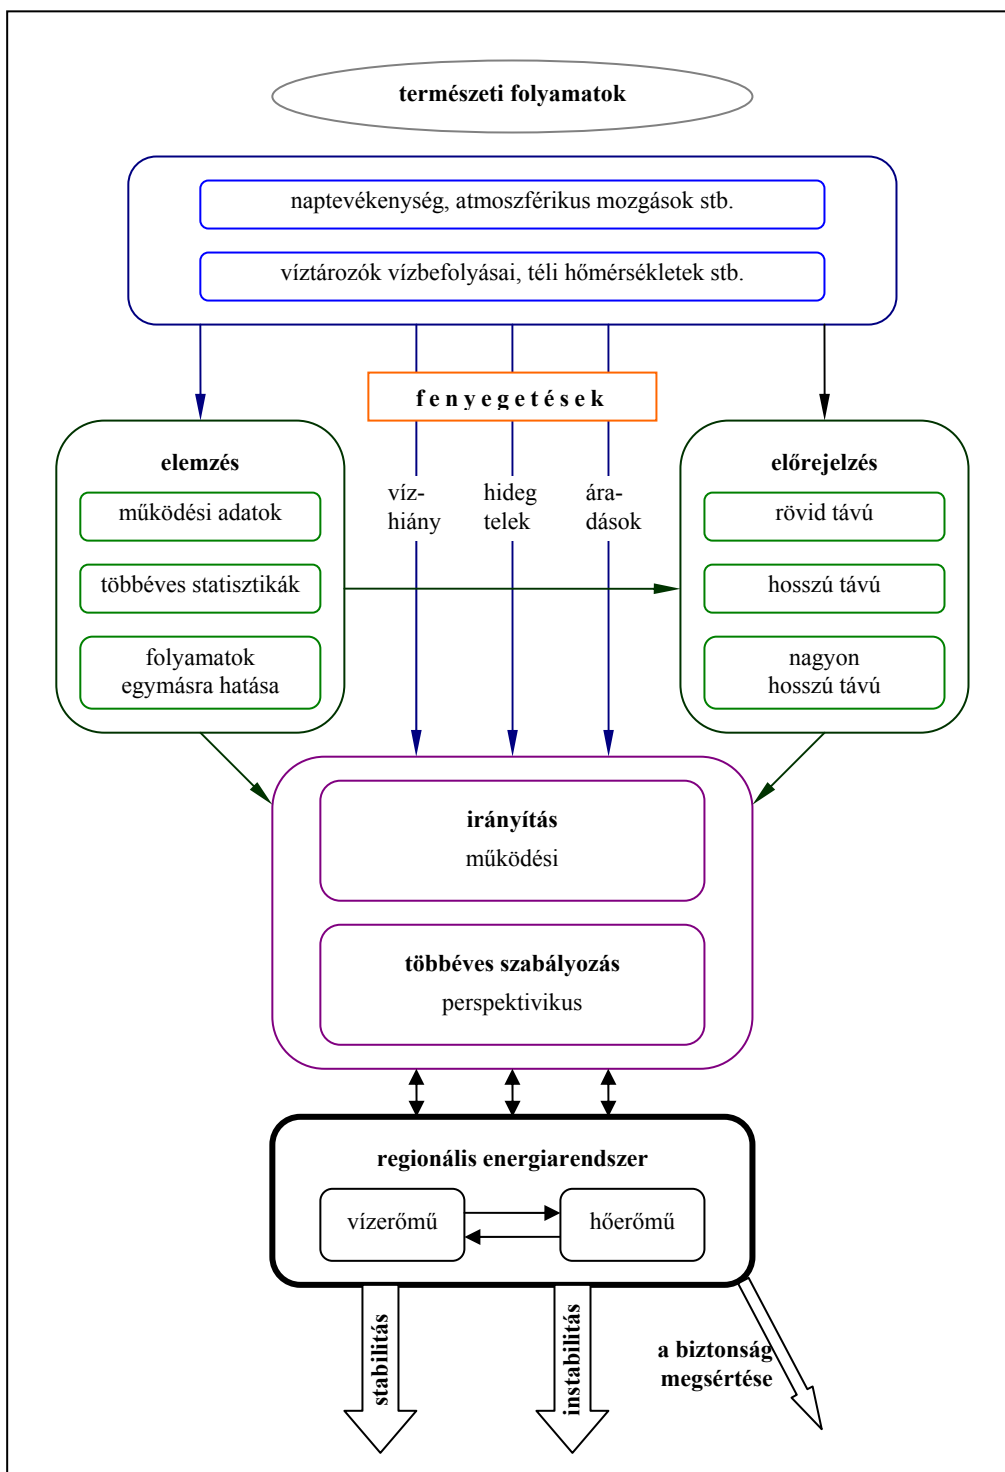 természeti folyamatok
naptevékenység, atmoszférikus mozgások stb.
víztározók vízbefolyásai, téli hőmérsékletek stb.
fenyegetések
elemzés
működési adatok
többéves statisztikák
folyamatok
egymásra hatása
víz-
hiány
hideg
telek
ára-
dások
előrejelzés
rövid távú
hosszú távú
nagyon
hosszú távú
irányítás
működési
többéves szabályozás
perspektivikus
regionális energiarendszer
vízerőmű
hőerőmű
stabilitás
instabilitás
a biztonság
megsértése